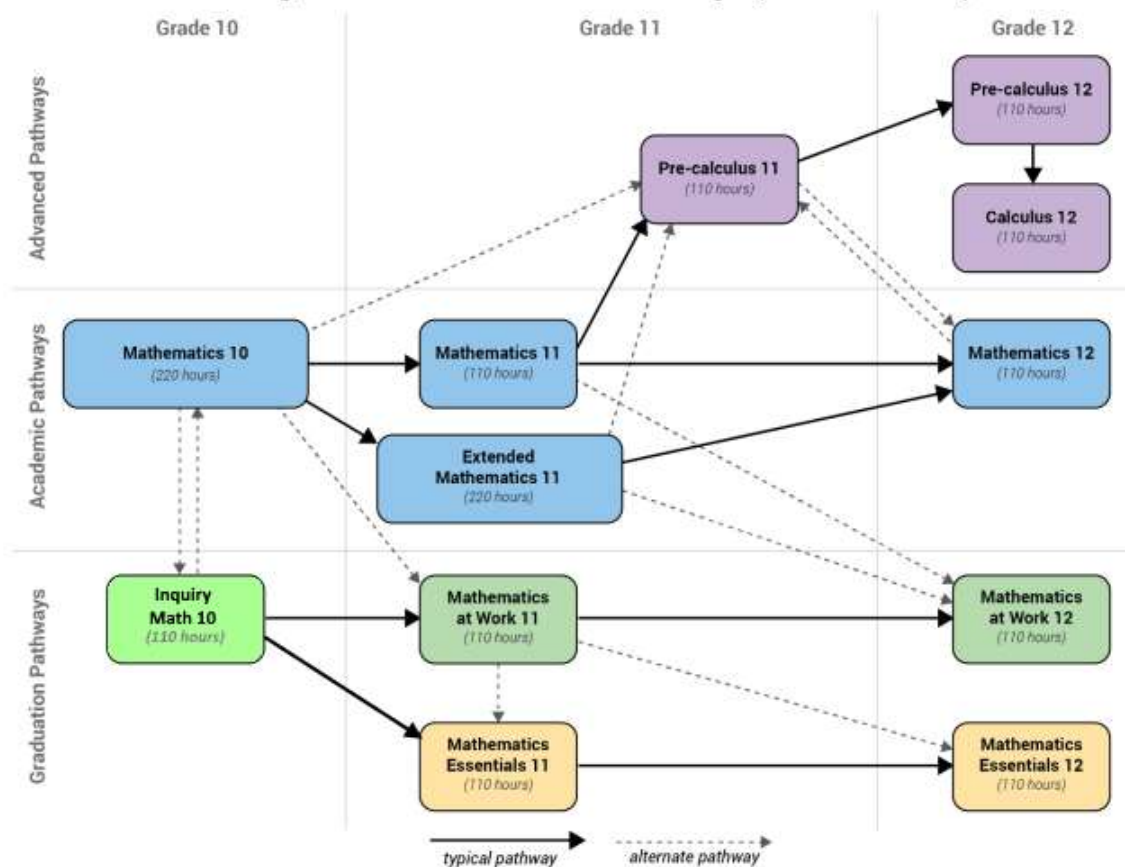 Grade 10
Grade 11
Grade 12
Advanced Pathways
Pre-calculus 12
(110 hours)
Pre-calculus 11
(110 hours)
Calculus 12
(110 hours)
Academic Pathways
Mathematics 10
(220 hours)
Mathematics 11
(110 hours)
Mathematics 12
(110 hours)
Extended
Mathematics 11
(220 hours)
Graduation Pathways
Inquiry
Math 10
(110 hours)
Mathematics
at Work 11
(110 hours)
Mathematics
at Work 12
(110 hours)
Mathematics
Essentials 11
(110 hours)
Mathematics
Essentials 12
(110 hours)
typical pathway
alternate pathway